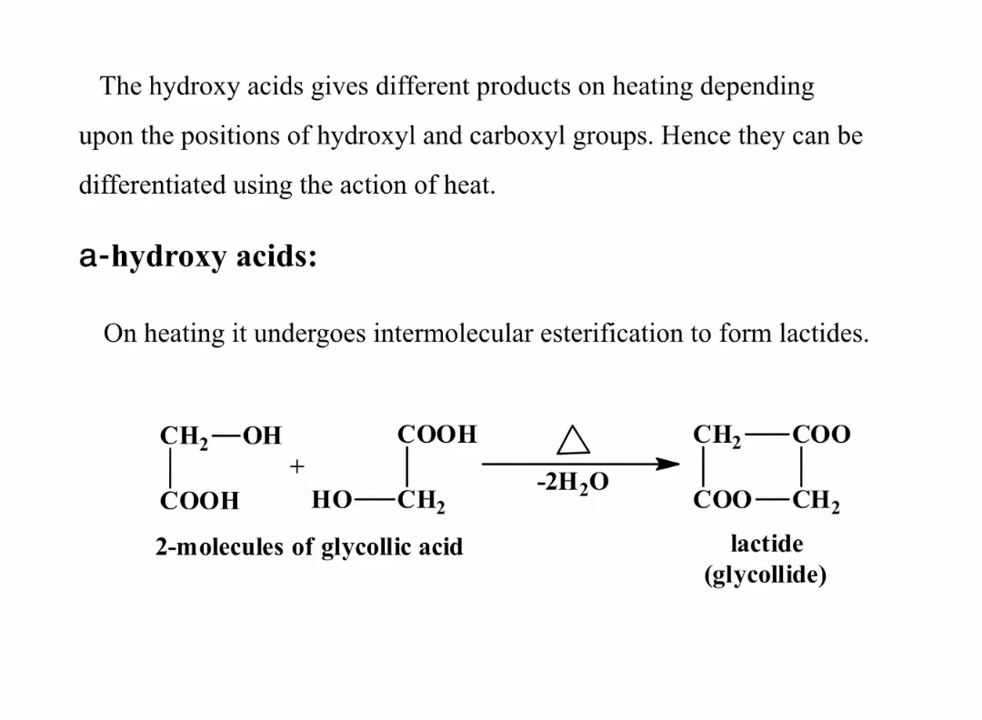 The hydroxy acids gives different products on heating depending
upon the positions of hydroxyl and carboxyl groups. Hence they can be
differentiated using the action of heat.
a-hydroxy acids:
On heating it undergoes intermolecular esterification to form lactides.
CH₂—OH COOH △ CH₂—COO
+ -2H₂O
COOH HO—CH₂ COO—CH₂
2-molecules of glycollic acid lactide
(glycollide)